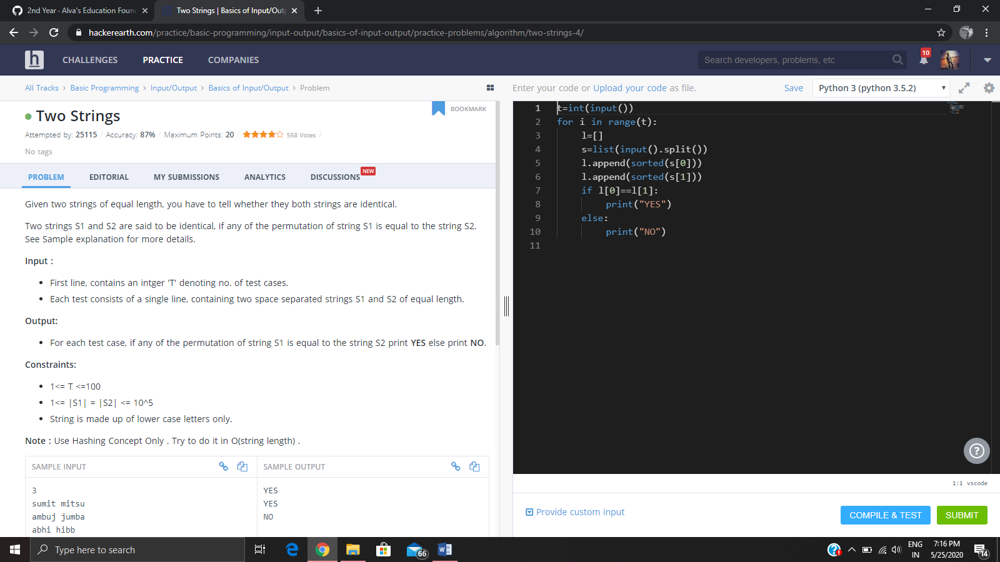 2nd Year · Alva's Education Foun
Two Strings | Basics of Input/Outp
hackerearth.com/practice/basic-programming/input-output/basics-of-input-output/practice-problems/algorithm/two-strings-4/
h
CHALLENGES PRACTICE COMPANIES
Search developers, problems, etc
10
All Tracks > Basic Programming > Input/Output > Basics of Input/Output > Problem
Two Strings
BOOKMARK
Attempted by: 25115 / Accuracy: 87% / Maximum Points: 20 / 558 Votes /
No tags
PROBLEM EDITORIAL MY SUBMISSIONS ANALYTICS DISCUSSIONS NEW
Given two strings of equal length, you have to tell whether they both strings are identical.
Two strings S1 and S2 are said to be identical, if any of the permutation of string S1 is equal to the string S2.
See Sample explanation for more details.
Input :
• First line, contains an intger 'T' denoting no. of test cases.
• Each test consists of a single line, containing two space separated strings S1 and S2 of equal length.
Output:
• For each test case, if any of the permutation of string S1 is equal to the string S2 print YES else print NO.
Constraints:
• 1<= T <=100
• 1<= |S1| = |S2| <= 10^5
• String is made up of lower case letters only.
Note : Use Hashing Concept Only . Try to do it in O(string length) .
SAMPLE INPUT
3
sumit mitsu
ambuj jumba
abhi hibb
SAMPLE OUTPUT
YES
YES
NO
Enter your code or Upload your code as file.
Save
Python 3 (python 3.5.2)
1 t=int(input())
2 for i in range(t):
3     l=[]
4     s=list(input().split())
5     l.append(sorted(s[0]))
6     l.append(sorted(s[1]))
7     if l[0]==l[1]:
8         print("YES")
9     else:
10         print("NO")
11
?
1:1 vscode
Provide custom input
COMPILE & TEST
SUBMIT
Type here to search
66
ENG
IN
7:16 PM
5/25/2020
14